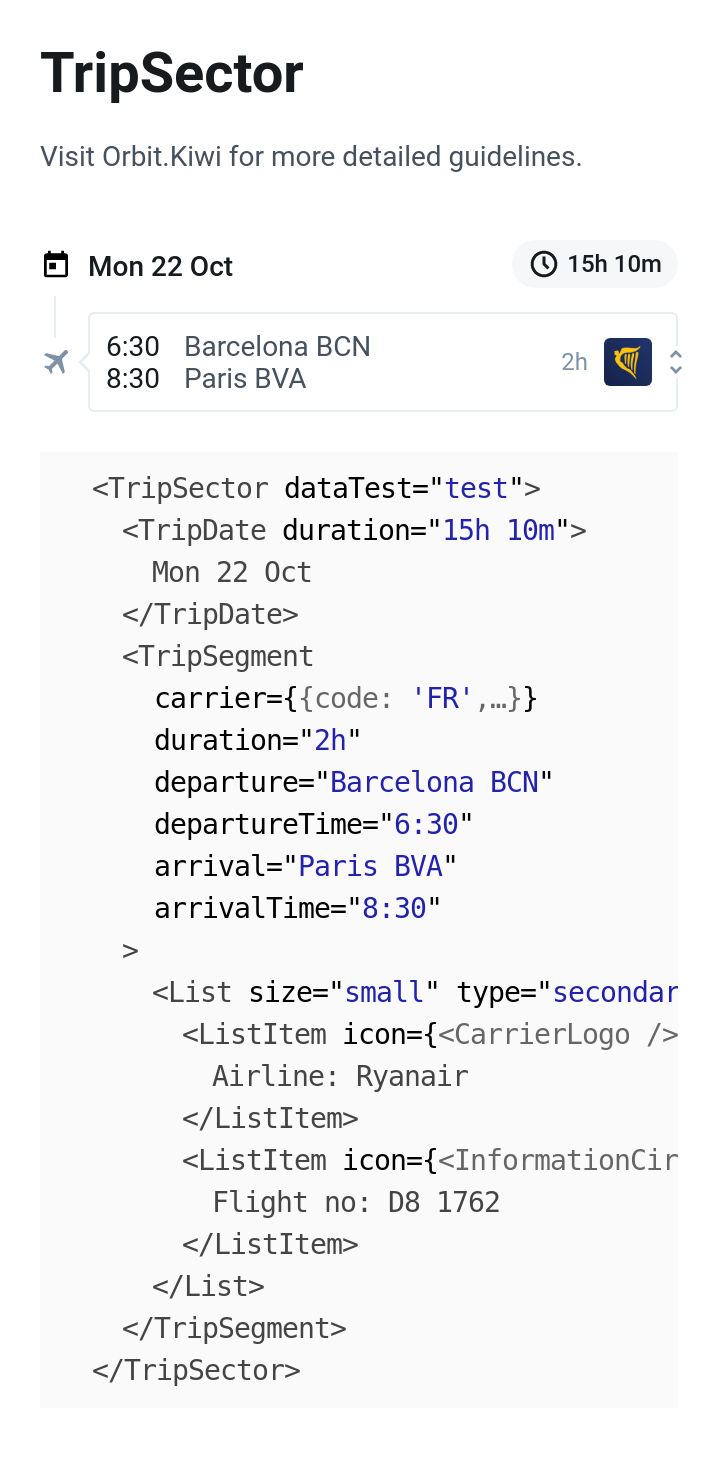 TripSector
Visit Orbit.Kiwi for more detailed guidelines.
Mon 22 Oct 15h 10m
6:30 Barcelona BCN
8:30 Paris BVA
2h
<TripSector dataTest="test">
<TripDate duration="15h 10m">
Mon 22 Oct
</TripDate>
<TripSegment
carrier={{code: 'FR',…}}
duration="2h"
departure="Barcelona BCN"
departureTime="6:30"
arrival="Paris BVA"
arrivalTime="8:30"
>
<List size="small" type="secondar
<ListItem icon={<CarrierLogo />
Airline: Ryanair
</ListItem>
<ListItem icon={<InformationCir
Flight no: D8 1762
</ListItem>
</List>
</TripSegment>
</TripSector>